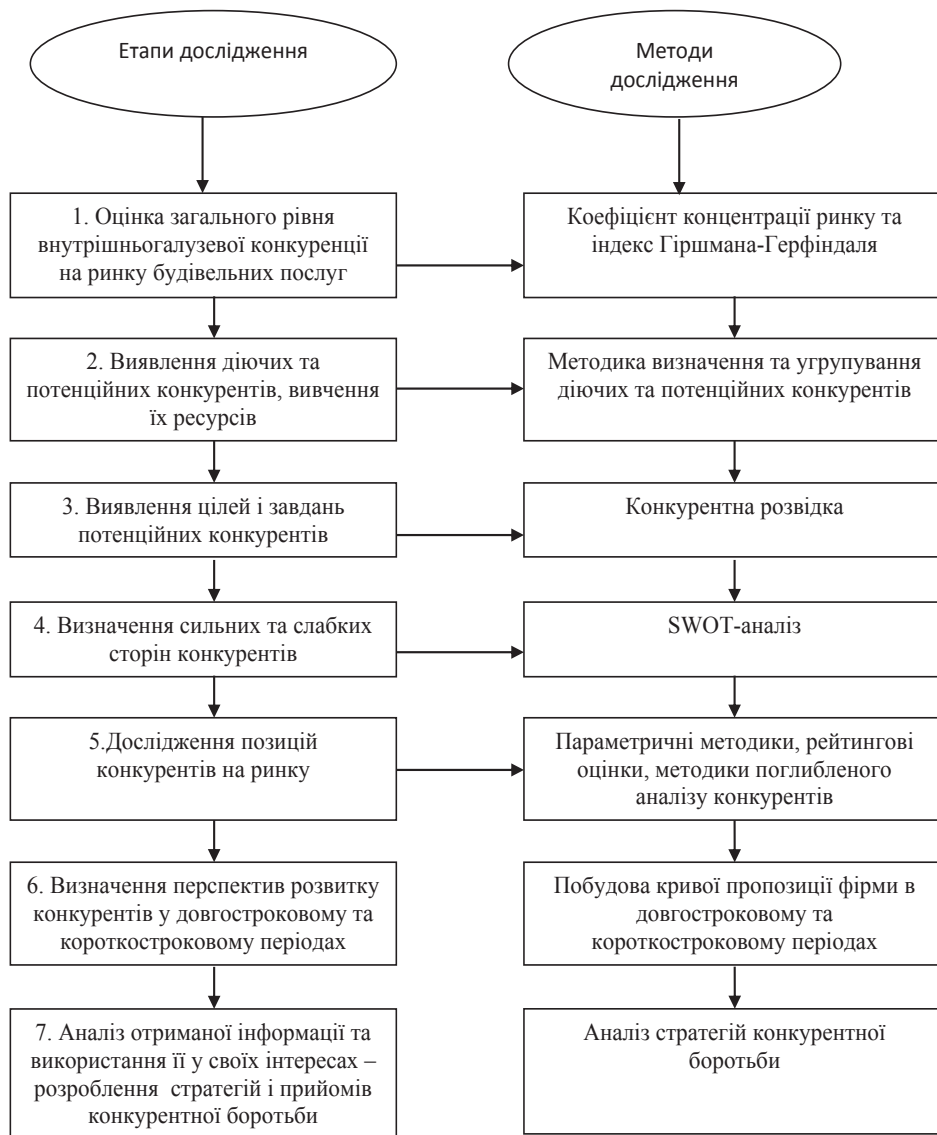 Етапи дослідження
Методи
дослідження
1. Оцінка загального рівня
внутрішньогалузевої конкуренції
на ринку будівельних послуг
Коефіцієнт концентрації ринку та
індекс Гіршмана-Герфіндаля
2. Виявлення діючих та
потенційних конкурентів, вивчення
їх ресурсів
Методика визначення та угрупування
діючих та потенційних конкурентів
3. Виявлення цілей і завдань
потенційних конкурентів
Конкурентна розвідка
4. Визначення сильних та слабких
сторін конкурентів
SWOT-аналіз
5.Дослідження позицій
конкурентів на ринку
Параметричні методики, рейтингові
оцінки, методики поглибленого
аналізу конкурентів
6. Визначення перспектив розвитку
конкурентів у довгостроковому та
короткостроковому періодах
Побудова кривої пропозиції фірми в
довгостроковому та
короткостроковому періодах
7. Аналіз отриманої інформації та
використання її у своїх інтересах –
розроблення стратегій і прийомів
конкурентної боротьби
Аналіз стратегій конкурентної
боротьби